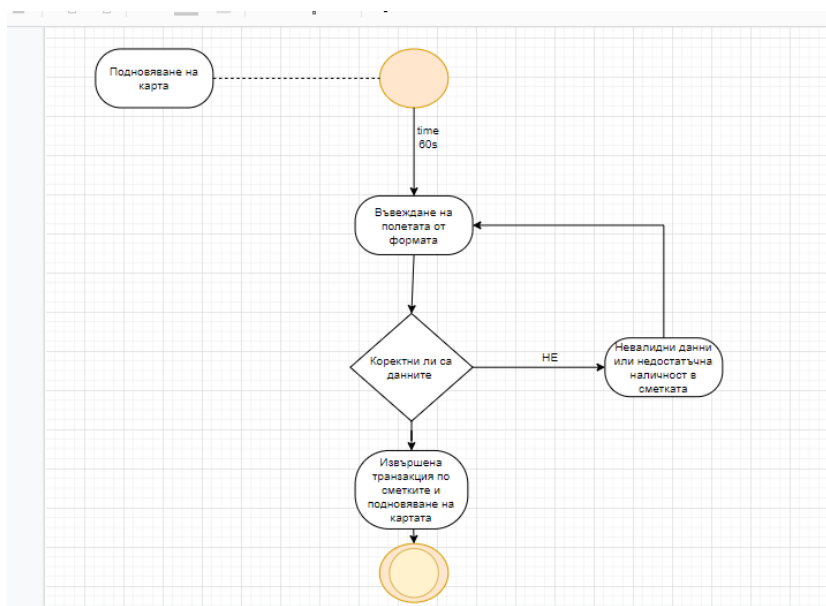 Подновяване на
карта
time
60s
Въвеждане на
полетата от
формата
Коректни ли са
данните
НЕ
Невалидни данни
или недостатъчна
наличност в
сметката
Извършена
транзакция по
сметките и
подновяване на
картата